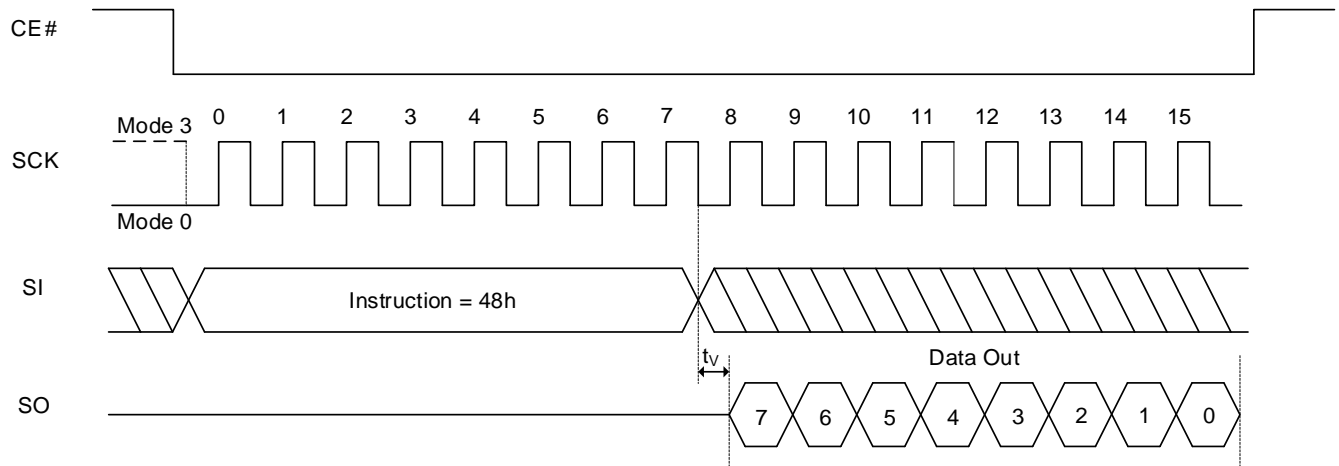 CE#
Mode 3
0 1 2 3 4 5 6 7 8 9 10 11 12 13 14 15
SCK
Mode 0
SI
Instruction = 48h
tV
Data Out
SO
7 6 5 4 3 2 1 0